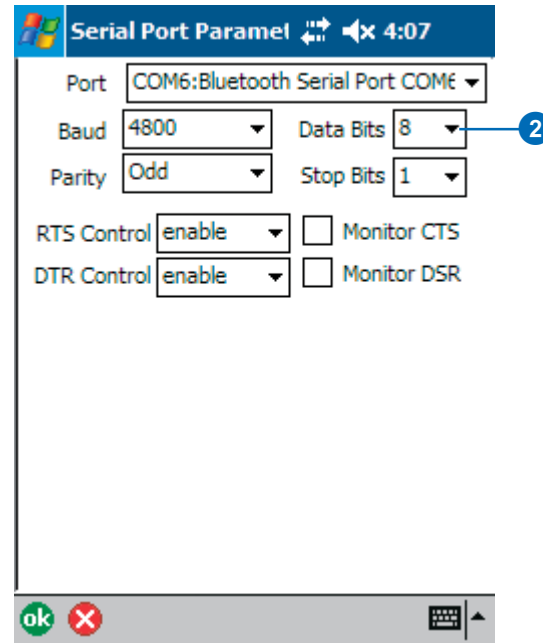 Serial Port Paramet 4:07
Port COM6:Bluetooth Serial Port COM6
Baud 4800 Data Bits 8 2
Parity Odd Stop Bits 1
RTS Control enable Monitor CTS
DTR Control enable Monitor DSR
ok